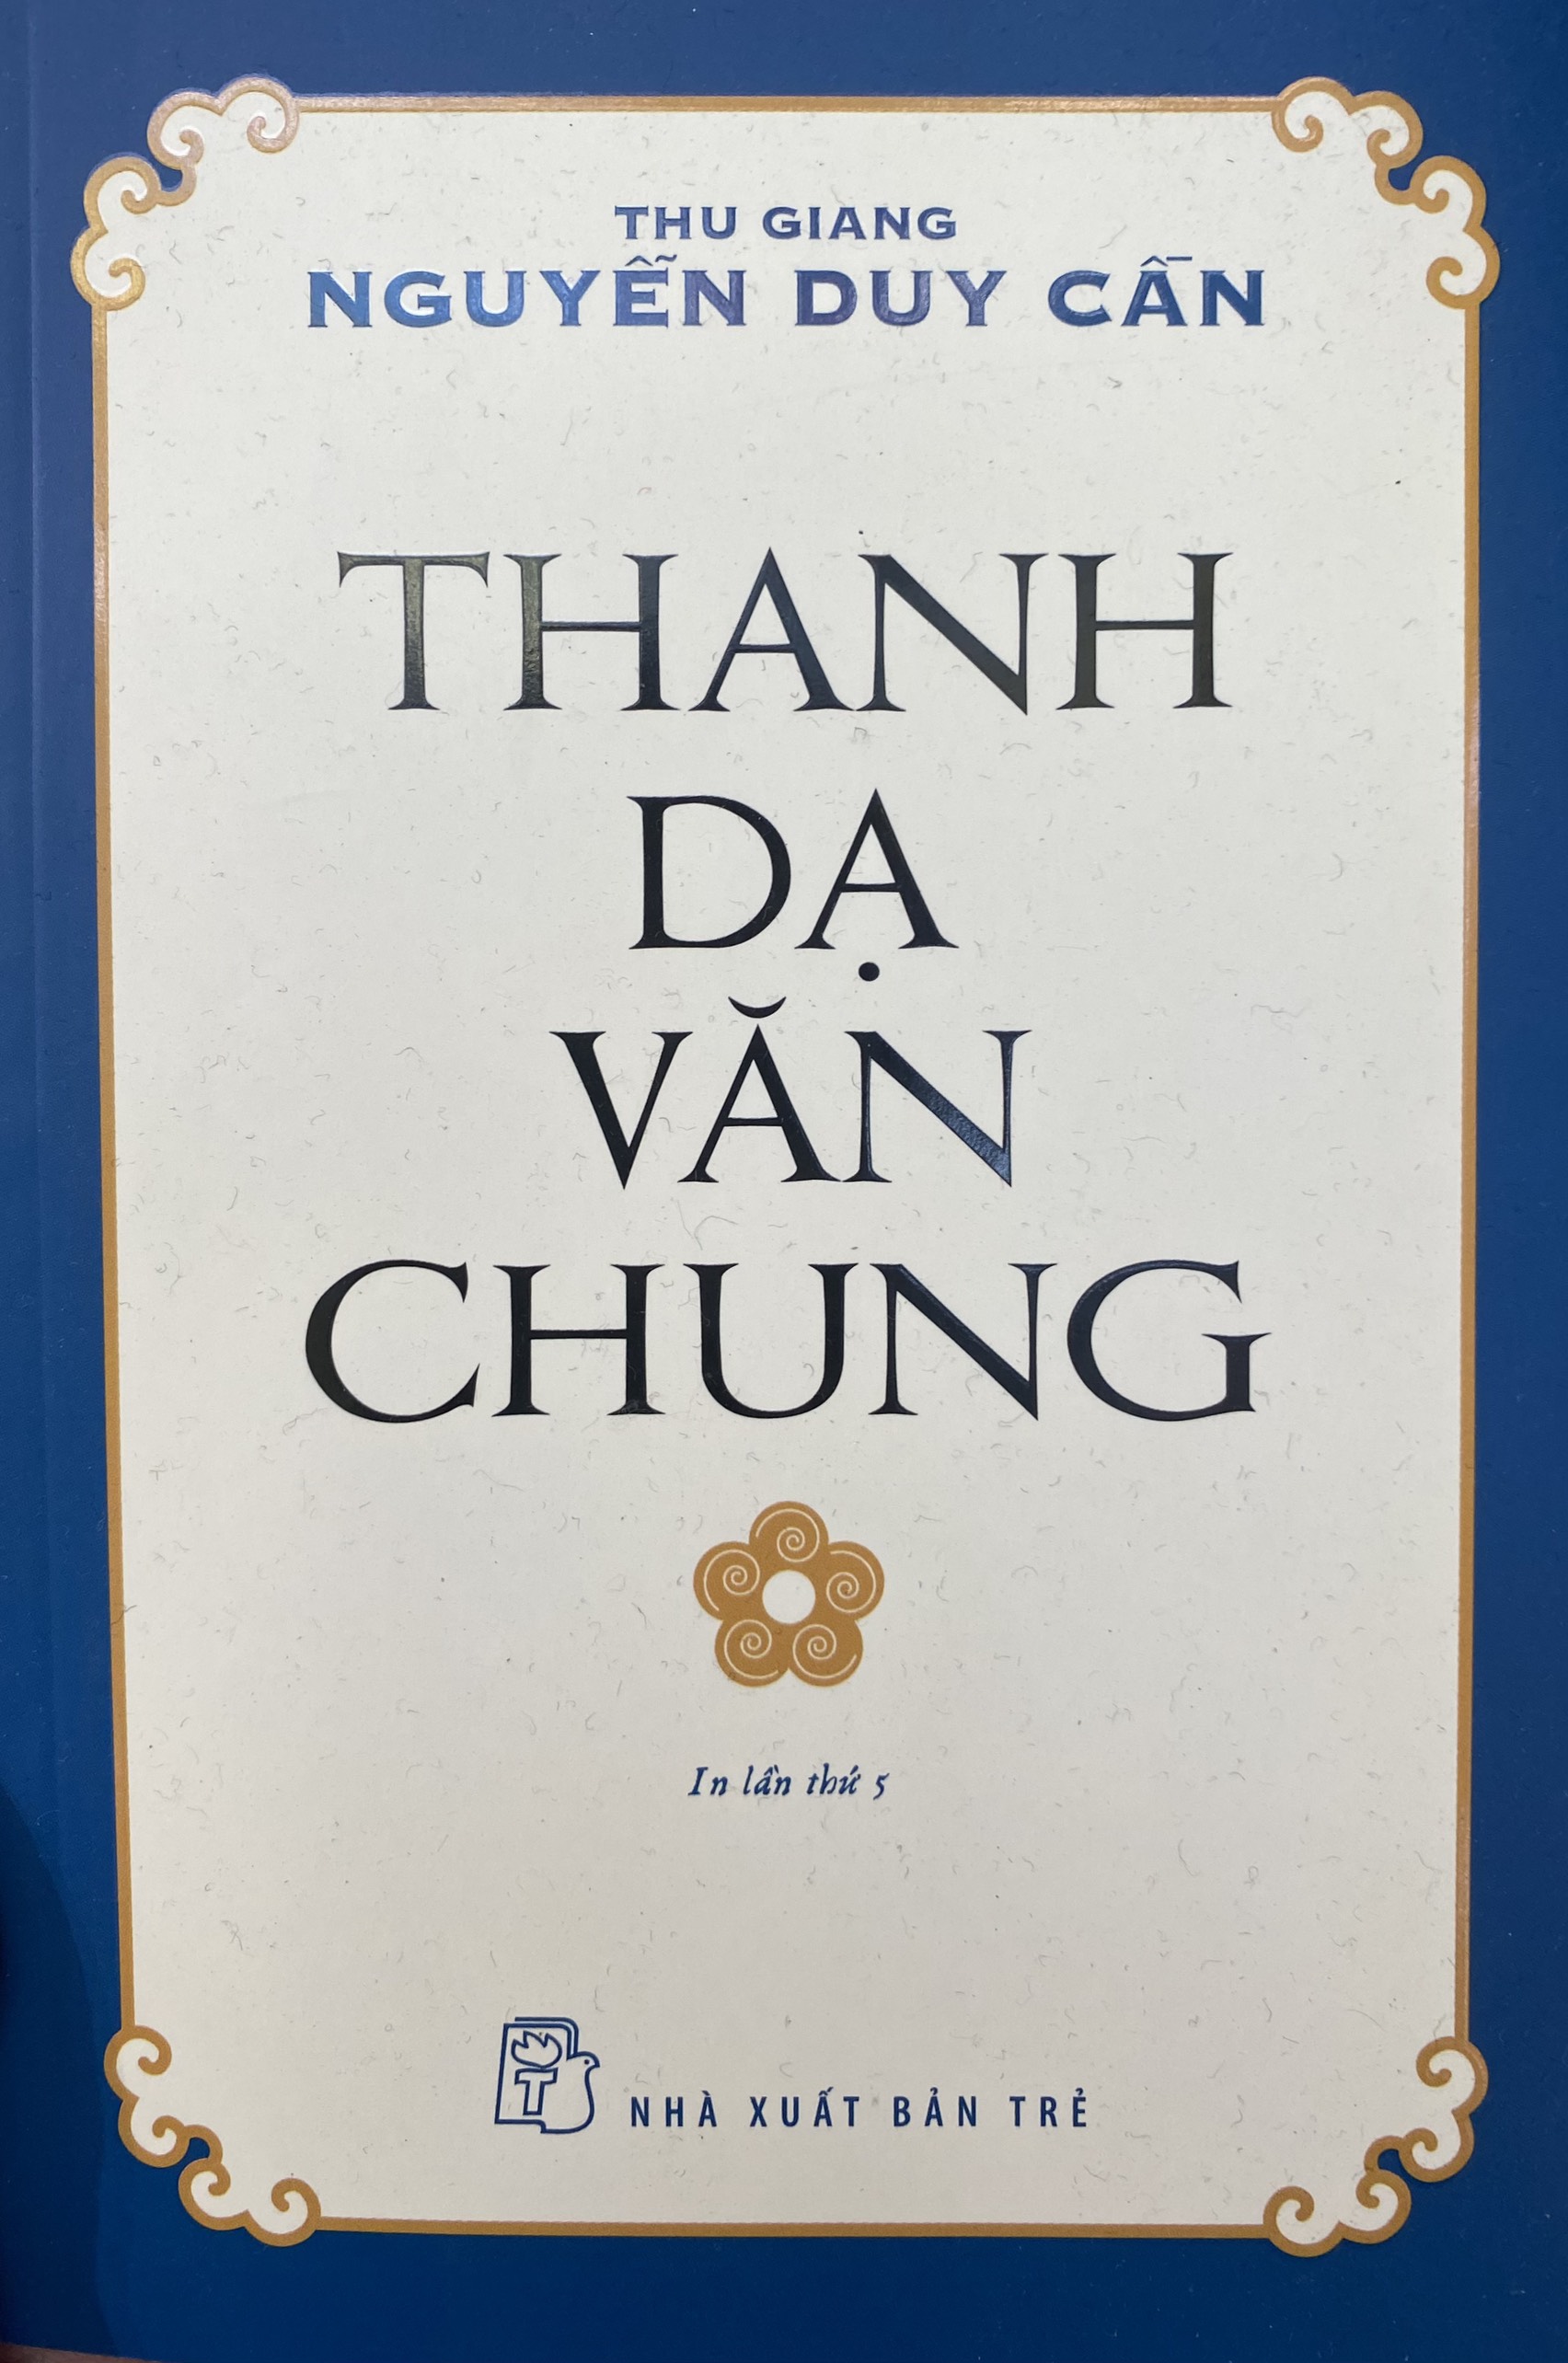 THU GIANG
NGUYỄN DUY CẦN
THANH
DẠ
VĂN
CHUNG
In lần thứ 5
T
NHÀ XUẤT BẢN TRẺ